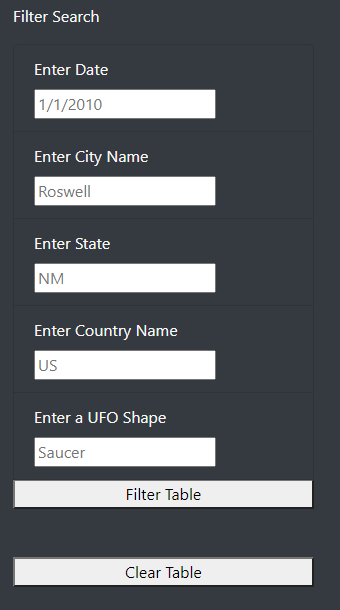 Filter Search
Enter Date
1/1/2010
Enter City Name
Roswell
Enter State
NM
Enter Country Name
US
Enter a UFO Shape
Saucer
Filter Table
Clear Table